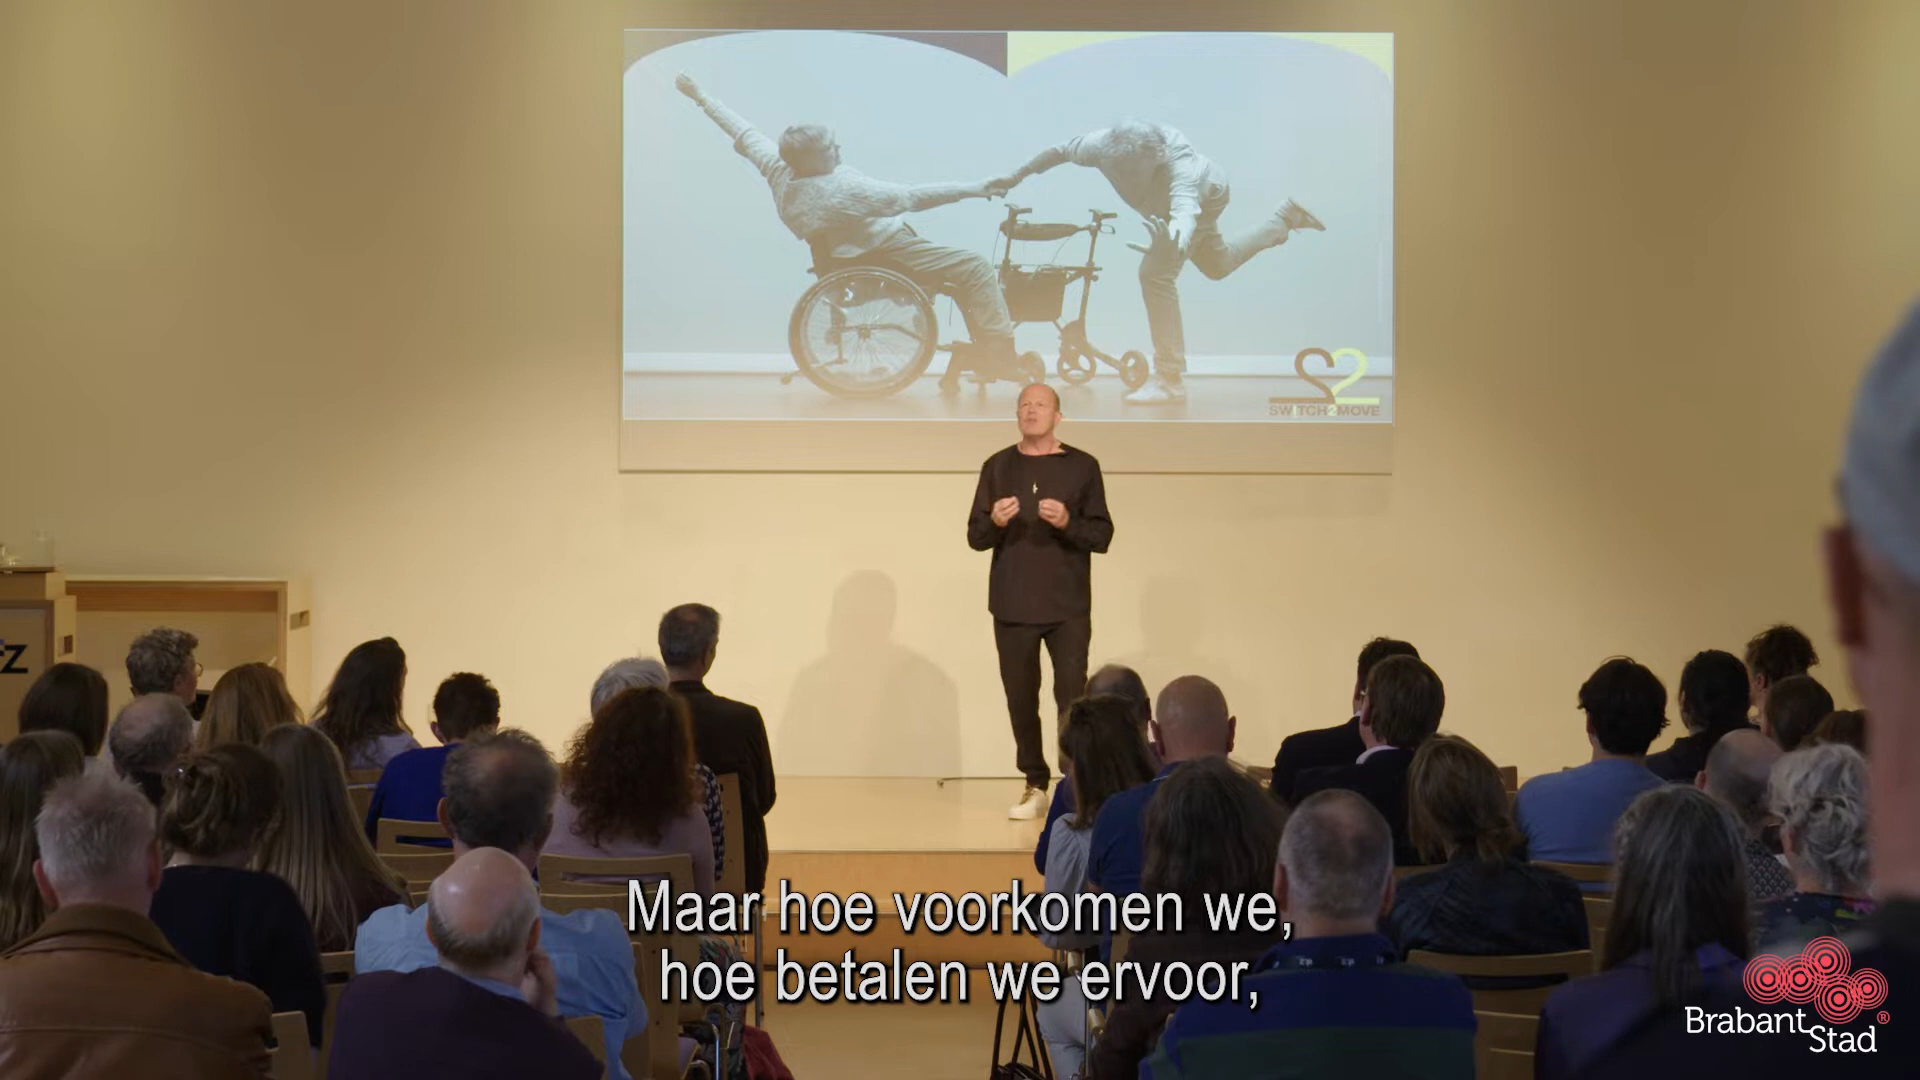 SWITCH2MOVE
Maar hoe voorkomen we,
hoe betalen we ervoor,
Brabant
Stad®